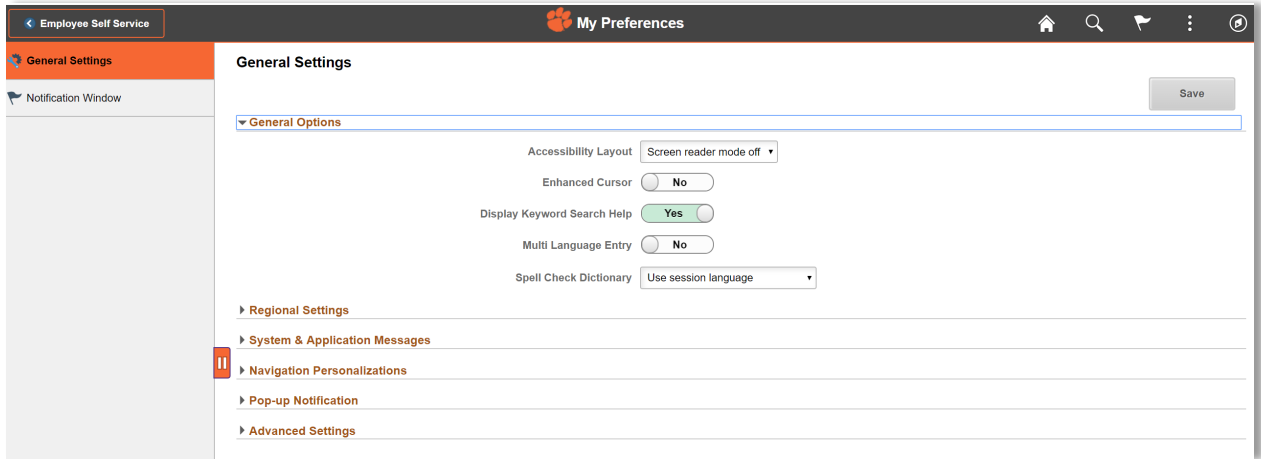 Employee Self Service
My Preferences
General Settings
Notification Window
General Settings
Save
General Options
Accessibility Layout Screen reader mode off
Enhanced Cursor No
Display Keyword Search Help Yes
Multi Language Entry No
Spell Check Dictionary Use session language
Regional Settings
System & Application Messages
Navigation Personalizations
Pop-up Notification
Advanced Settings